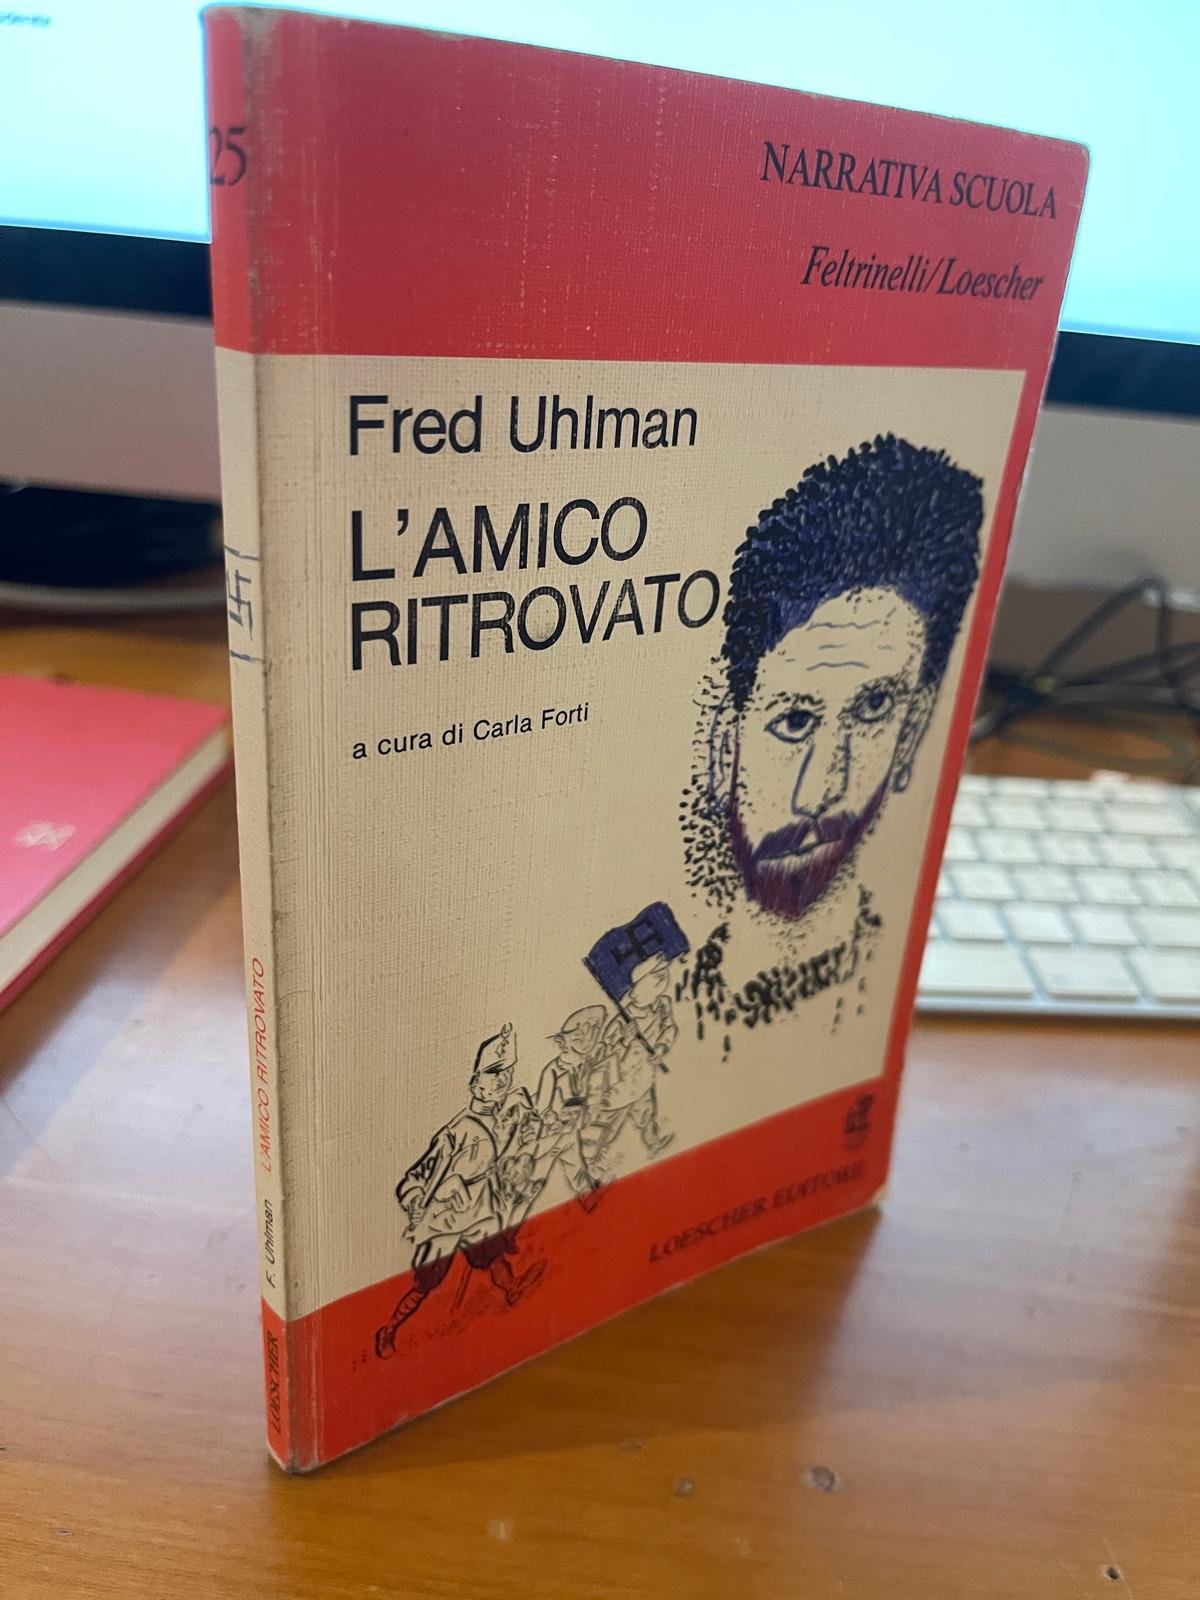 25
NARRATIVA SCUOLA
Feltrinelli/Loescher
Fred Uhlman
L'AMICO
RITROVATO
a cura di Carla Forti
LOESCHER EDITORE
F. Uhlman L'AMICO RITROVATO
LOESCHER